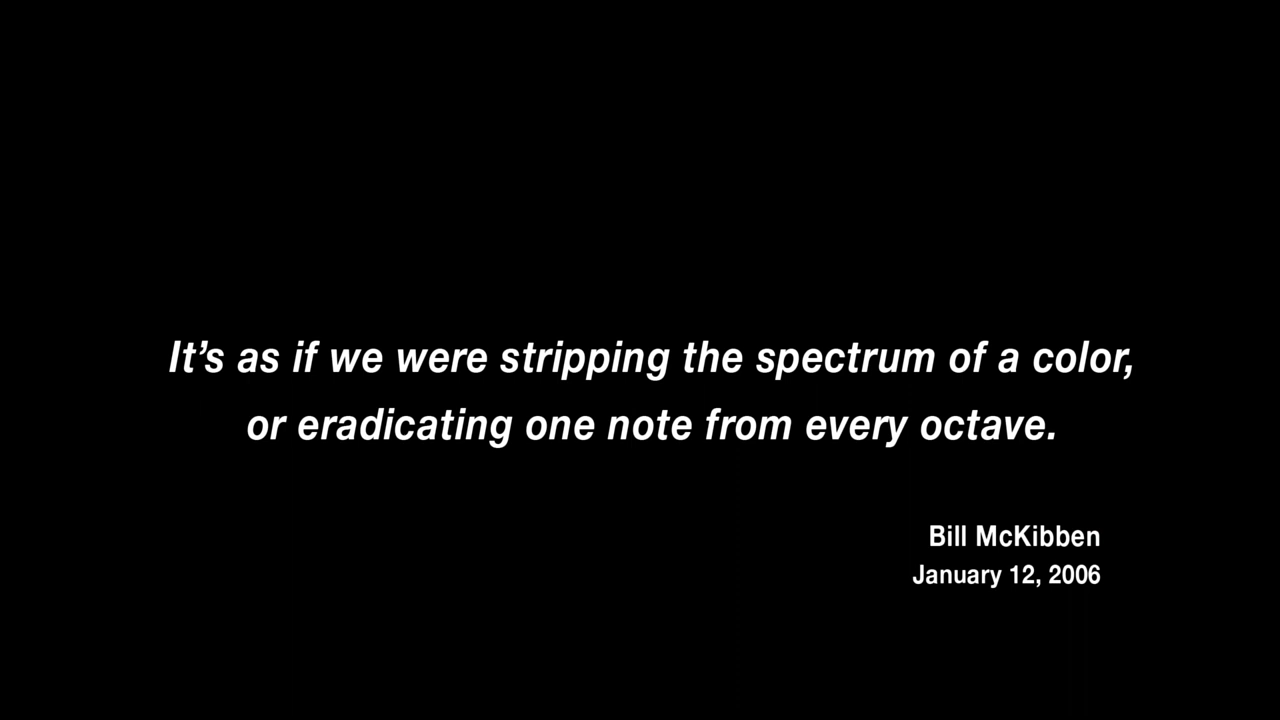 It’s as if we were stripping the spectrum of a color,
or eradicating one note from every octave.
Bill McKibben
January 12, 2006